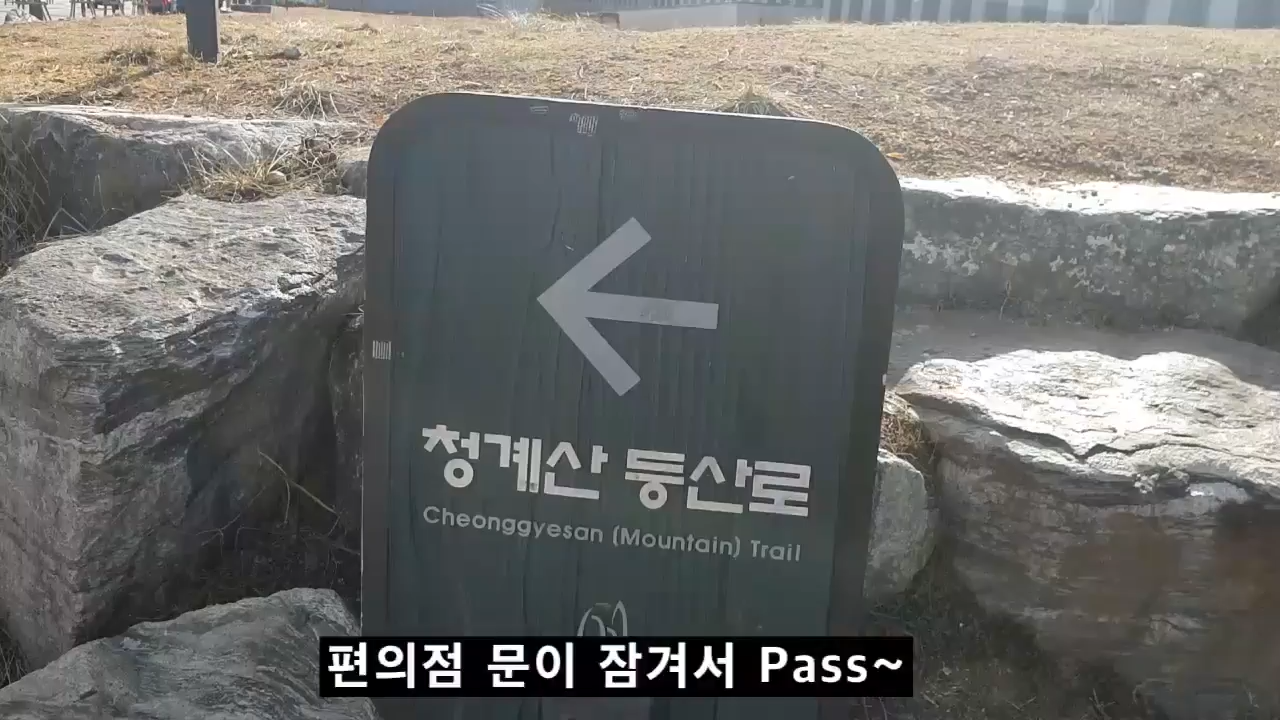 청계산 등산로
Cheonggyesan (Mountain) Trail
편의점 문이 잠겨서 Pass~